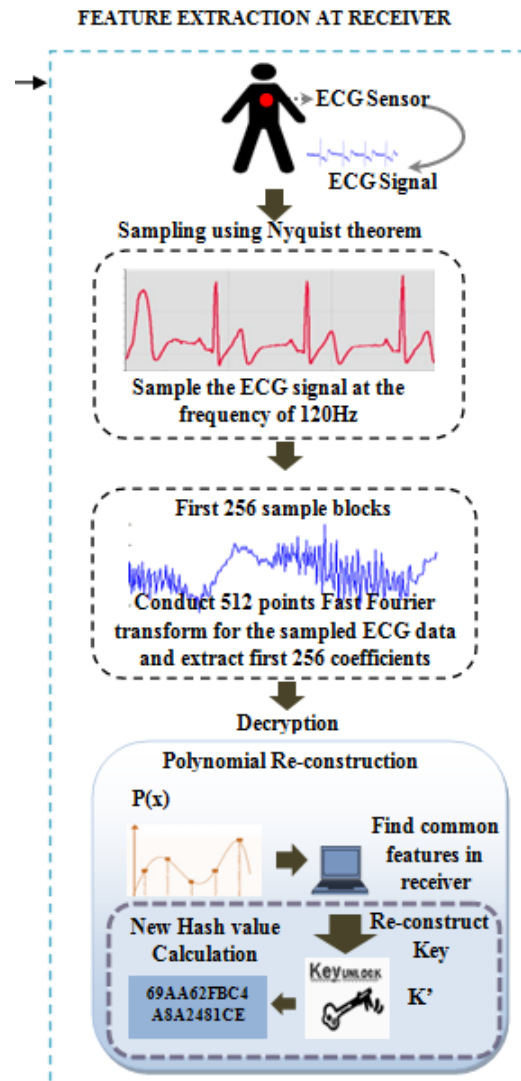 FEATURE EXTRACTION AT RECEIVER
ECG Sensor
ECG Signal
Sampling using Nyquist theorem
Sample the ECG signal at the
frequency of 120Hz
First 256 sample blocks
Conduct 512 points Fast Fourier
transform for the sampled ECG data
and extract first 256 coefficients
Decryption
Polynomial Re-construction
P(x)
Find common
features in
receiver
Re-construct
Key
K’
New Hash value
Calculation
Key UNLOCK
69AA62FBC4
A8A2481CE